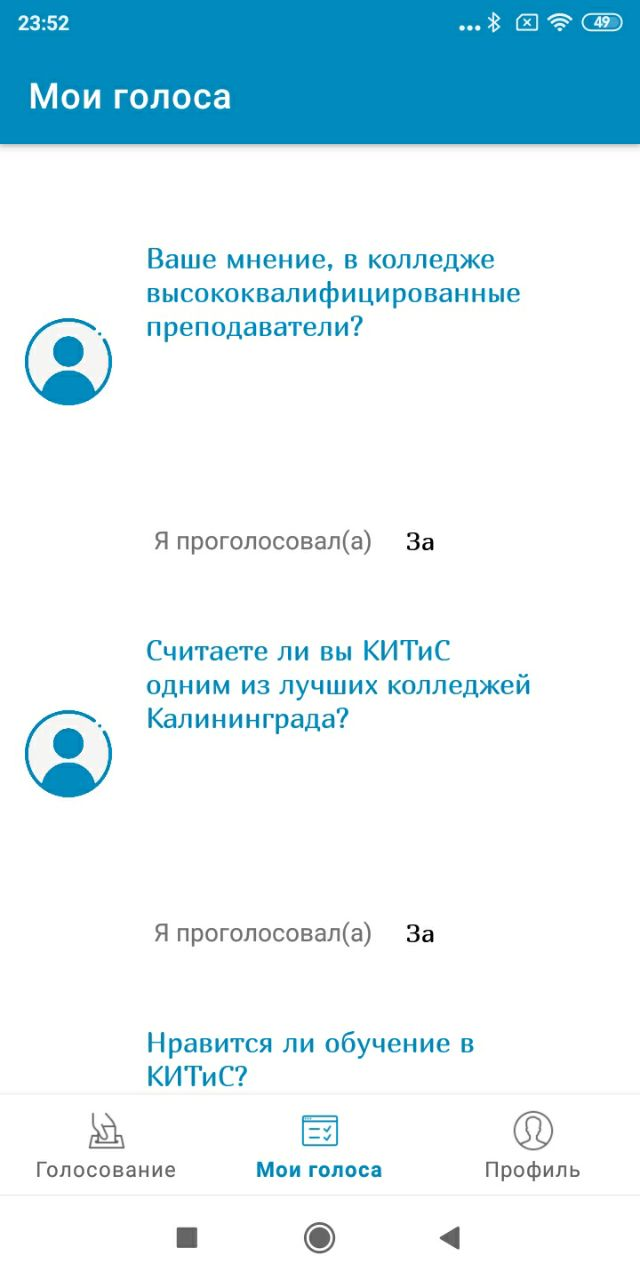 23:52
49
Мои голоса
Ваше мнение, в колледже
высококвалифицированные
преподаватели?
Я проголосовал(а) За
Считаете ли вы КИТиС
одним из лучших колледжей
Калининграда?
Я проголосовал(а) За
Нравится ли обучение в
КИТиС?
Голосование Мои голоса Профиль